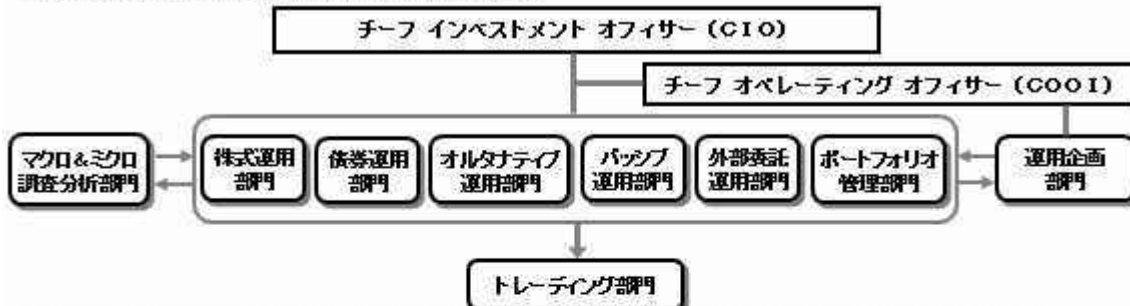 チーフ インベストメント オフィサー (CIO)
チーフ オペレーティング オフィサー (COOI)
マクロ&ミクロ
調査分析部門
株式運用
部門
債券運用
部門
オルタナティブ
運用部門
パッシブ
運用部門
外部委託
運用部門
ポートフォリオ
管理部門
運用企画
部門
トレーディング部門